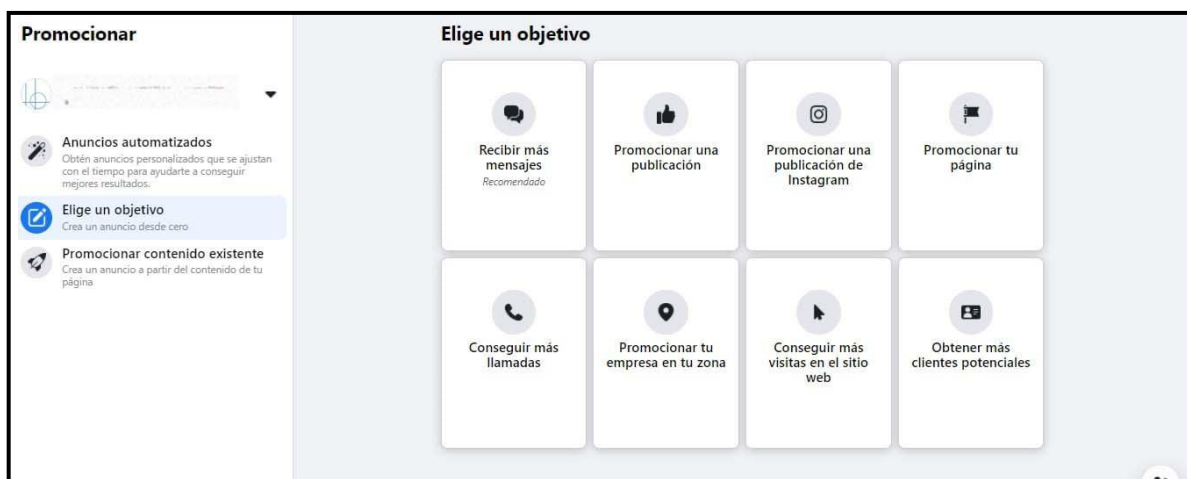 Promocionar
Anuncios automatizados
Obtén anuncios personalizados que se ajustan
con el tiempo para ayudarte a conseguir
mejores resultados.
Elige un objetivo
Crea un anuncio desde cero
Promocionar contenido existente
Crea un anuncio a partir del contenido de tu
página
Elige un objetivo
Recibir más
mensajes
Recomendado
Promocionar una
publicación
Promocionar una
publicación de
Instagram
Promocionar tu
página
Conseguir más
llamadas
Promocionar tu
empresa en tu zona
Conseguir más
visitas en el sitio
web
Obtener más
clientes potenciales